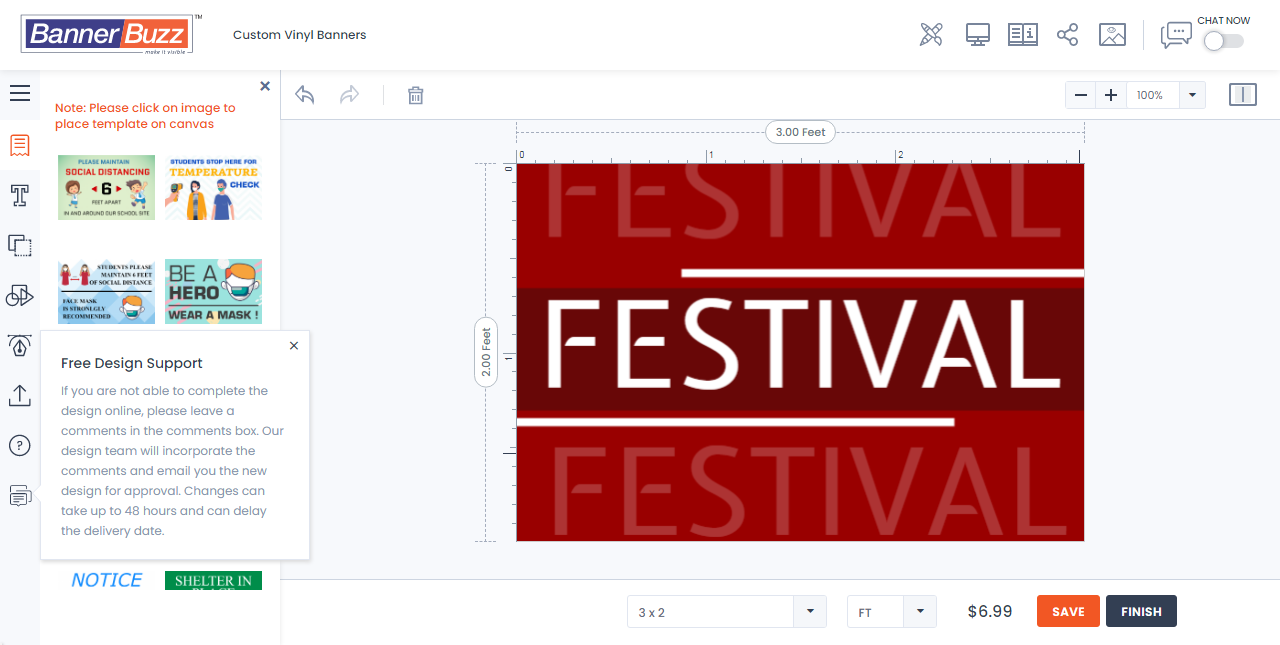 BannerBuzz™
make it visible
Custom Vinyl Banners
CHAT NOW
Note: Please click on image to
place template on canvas
100%
PLEASE MAINTAIN
SOCIAL DISTANCING
6
FEET APART
IN AND AROUND OUR SCHOOL SITE
STUDENTS STOP HERE FOR
TEMPERATURE
CHECK
STUDENTS PLEASE
MAINTAIN 6 FEET
OF SOCIAL DISTANCE
FACE MASK
IS STRONLGLY
RECOMMENDED
BE A
HERO
WEAR A MASK !
Free Design Support
If you are not able to complete the
design online, please leave a
comments in the comments box. Our
design team will incorporate the
comments and email you the new
design for approval. Changes can
take up to 48 hours and can delay
the delivery date.
NOTICE
SHELTER IN
PLACE
3.00 Feet
0
1
2
0
2.00 Feet
1
FESTIVAL
FESTIVAL
FESTIVAL
3 x 2
FT
$6.99
SAVE
FINISH